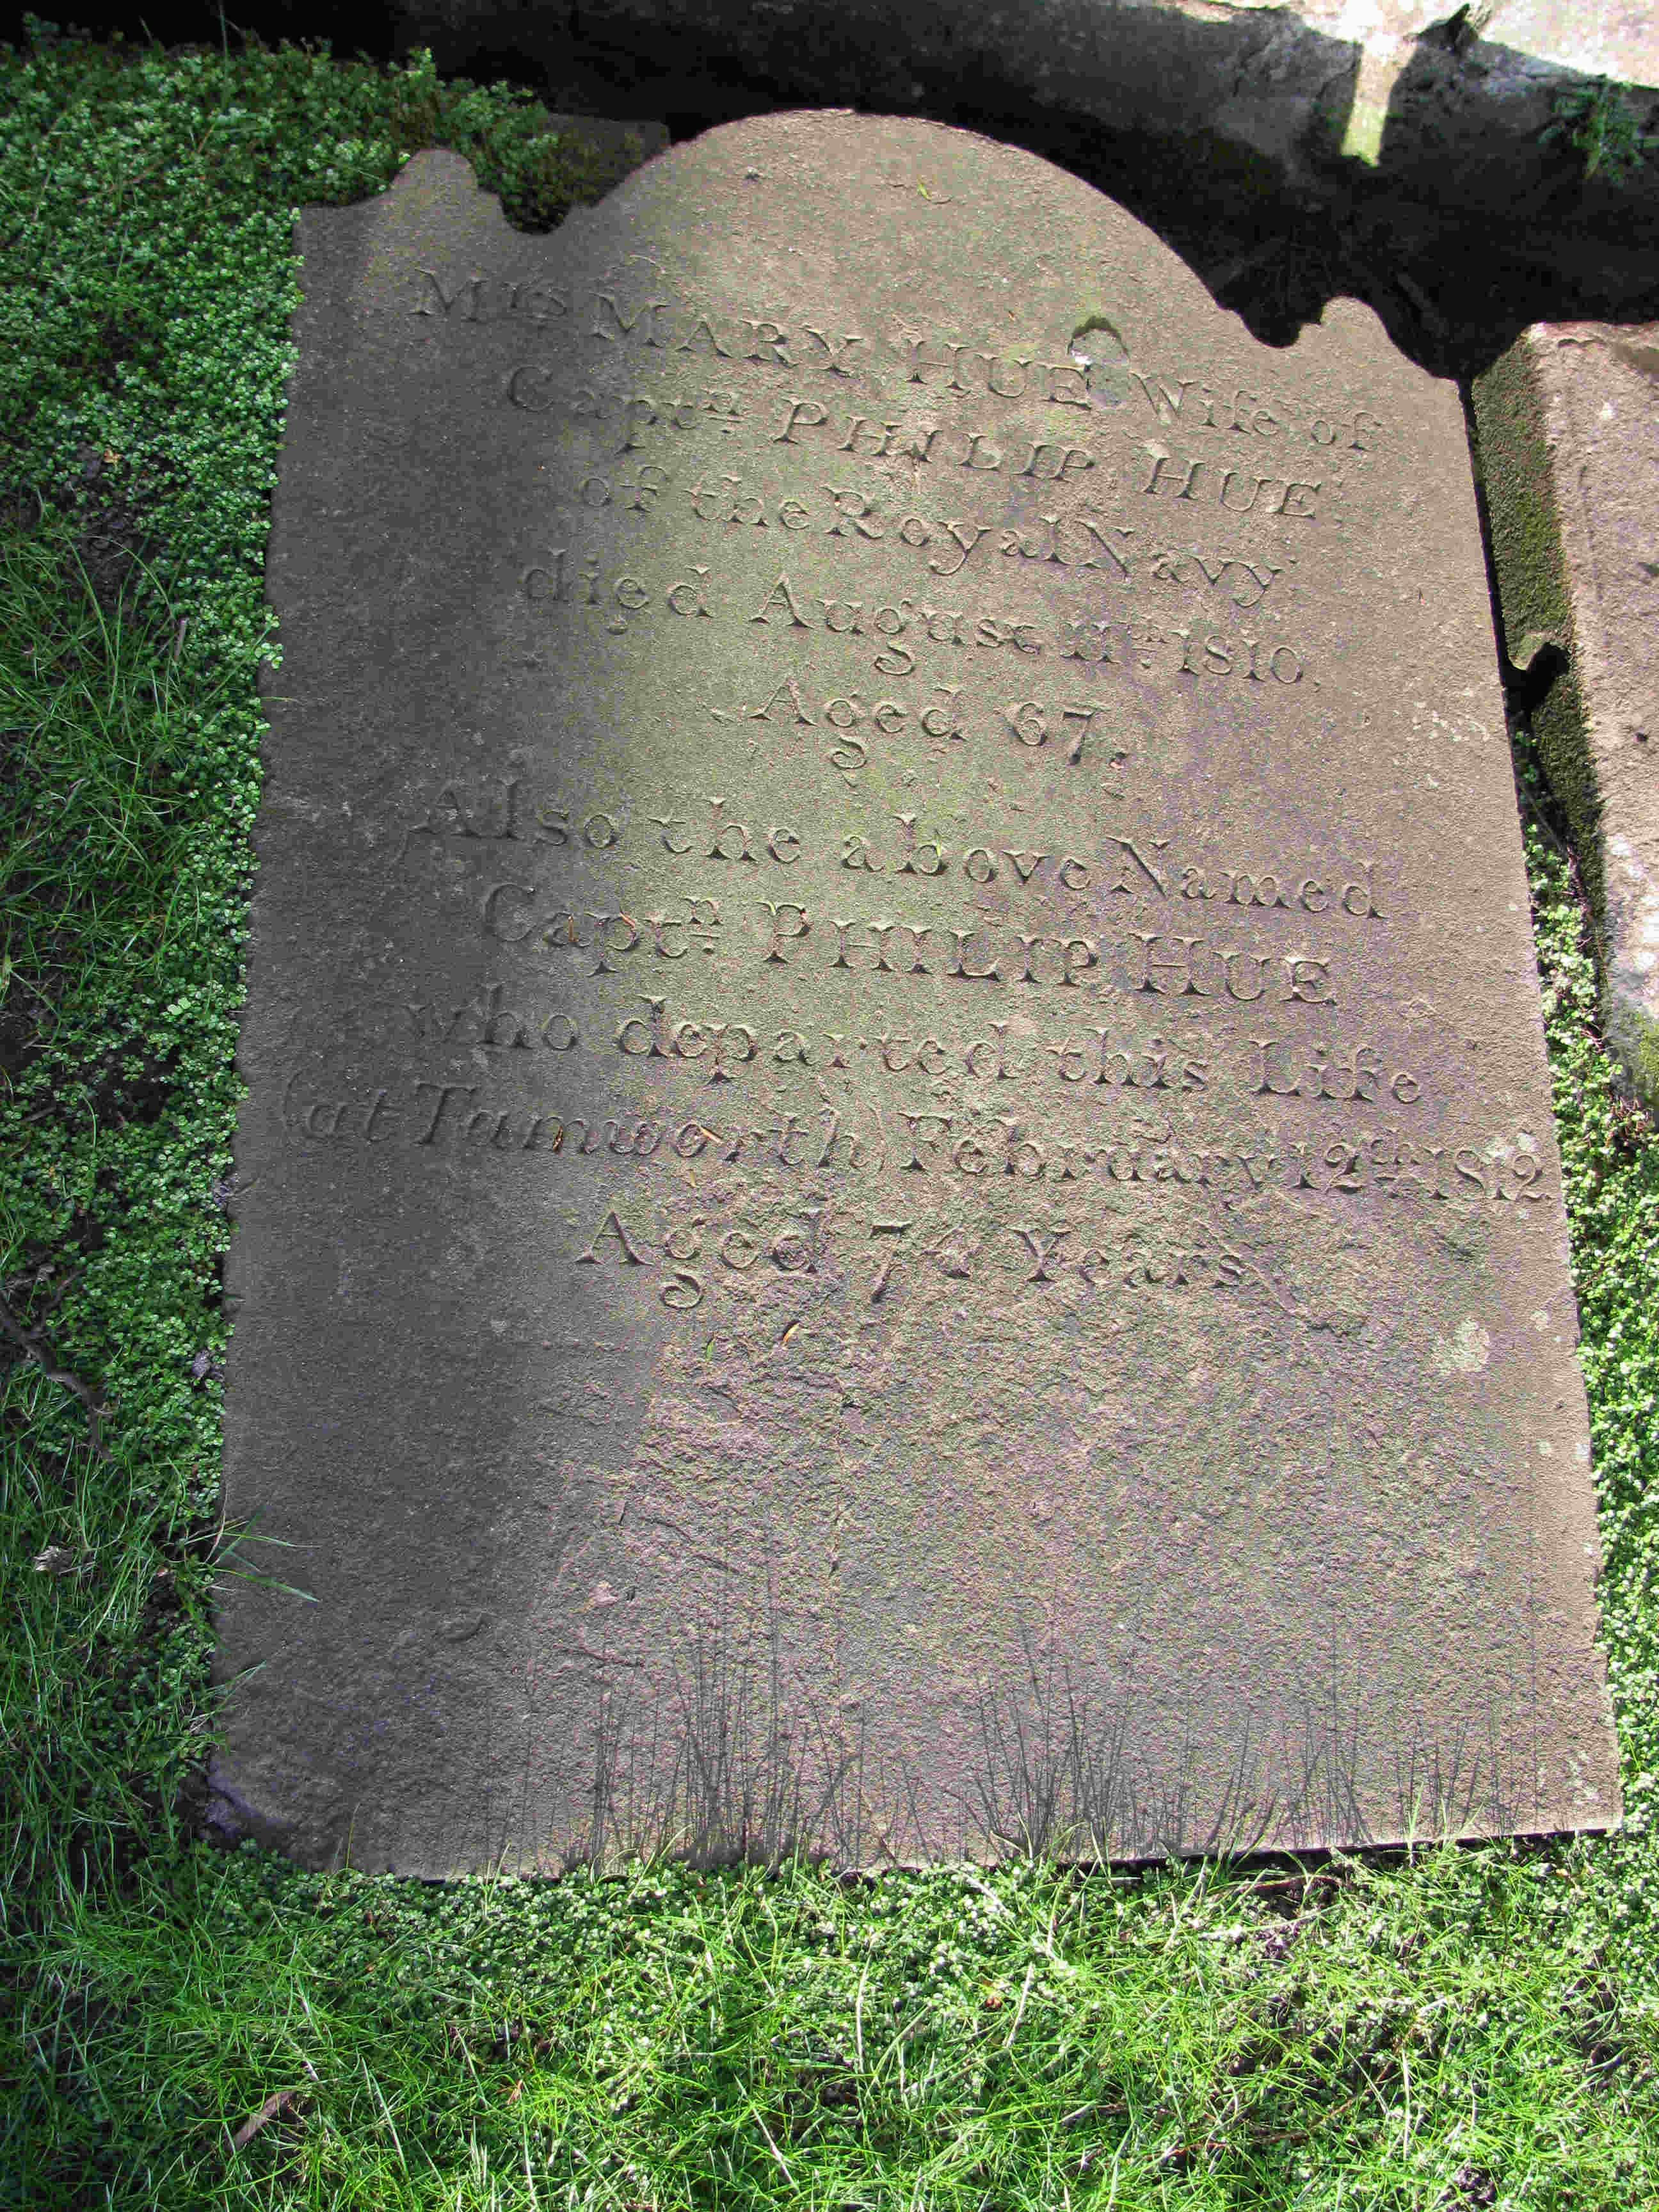 Mrs MARY HUE Wife of
Captn PHILIP HUE
of the Royal Navy
died August 11th 1810.
Aged 67.
Also the above Named
Captn PHILIP HUE
who departed this Life
(at Tamworth) February 12th 1812
Aged 74 Years